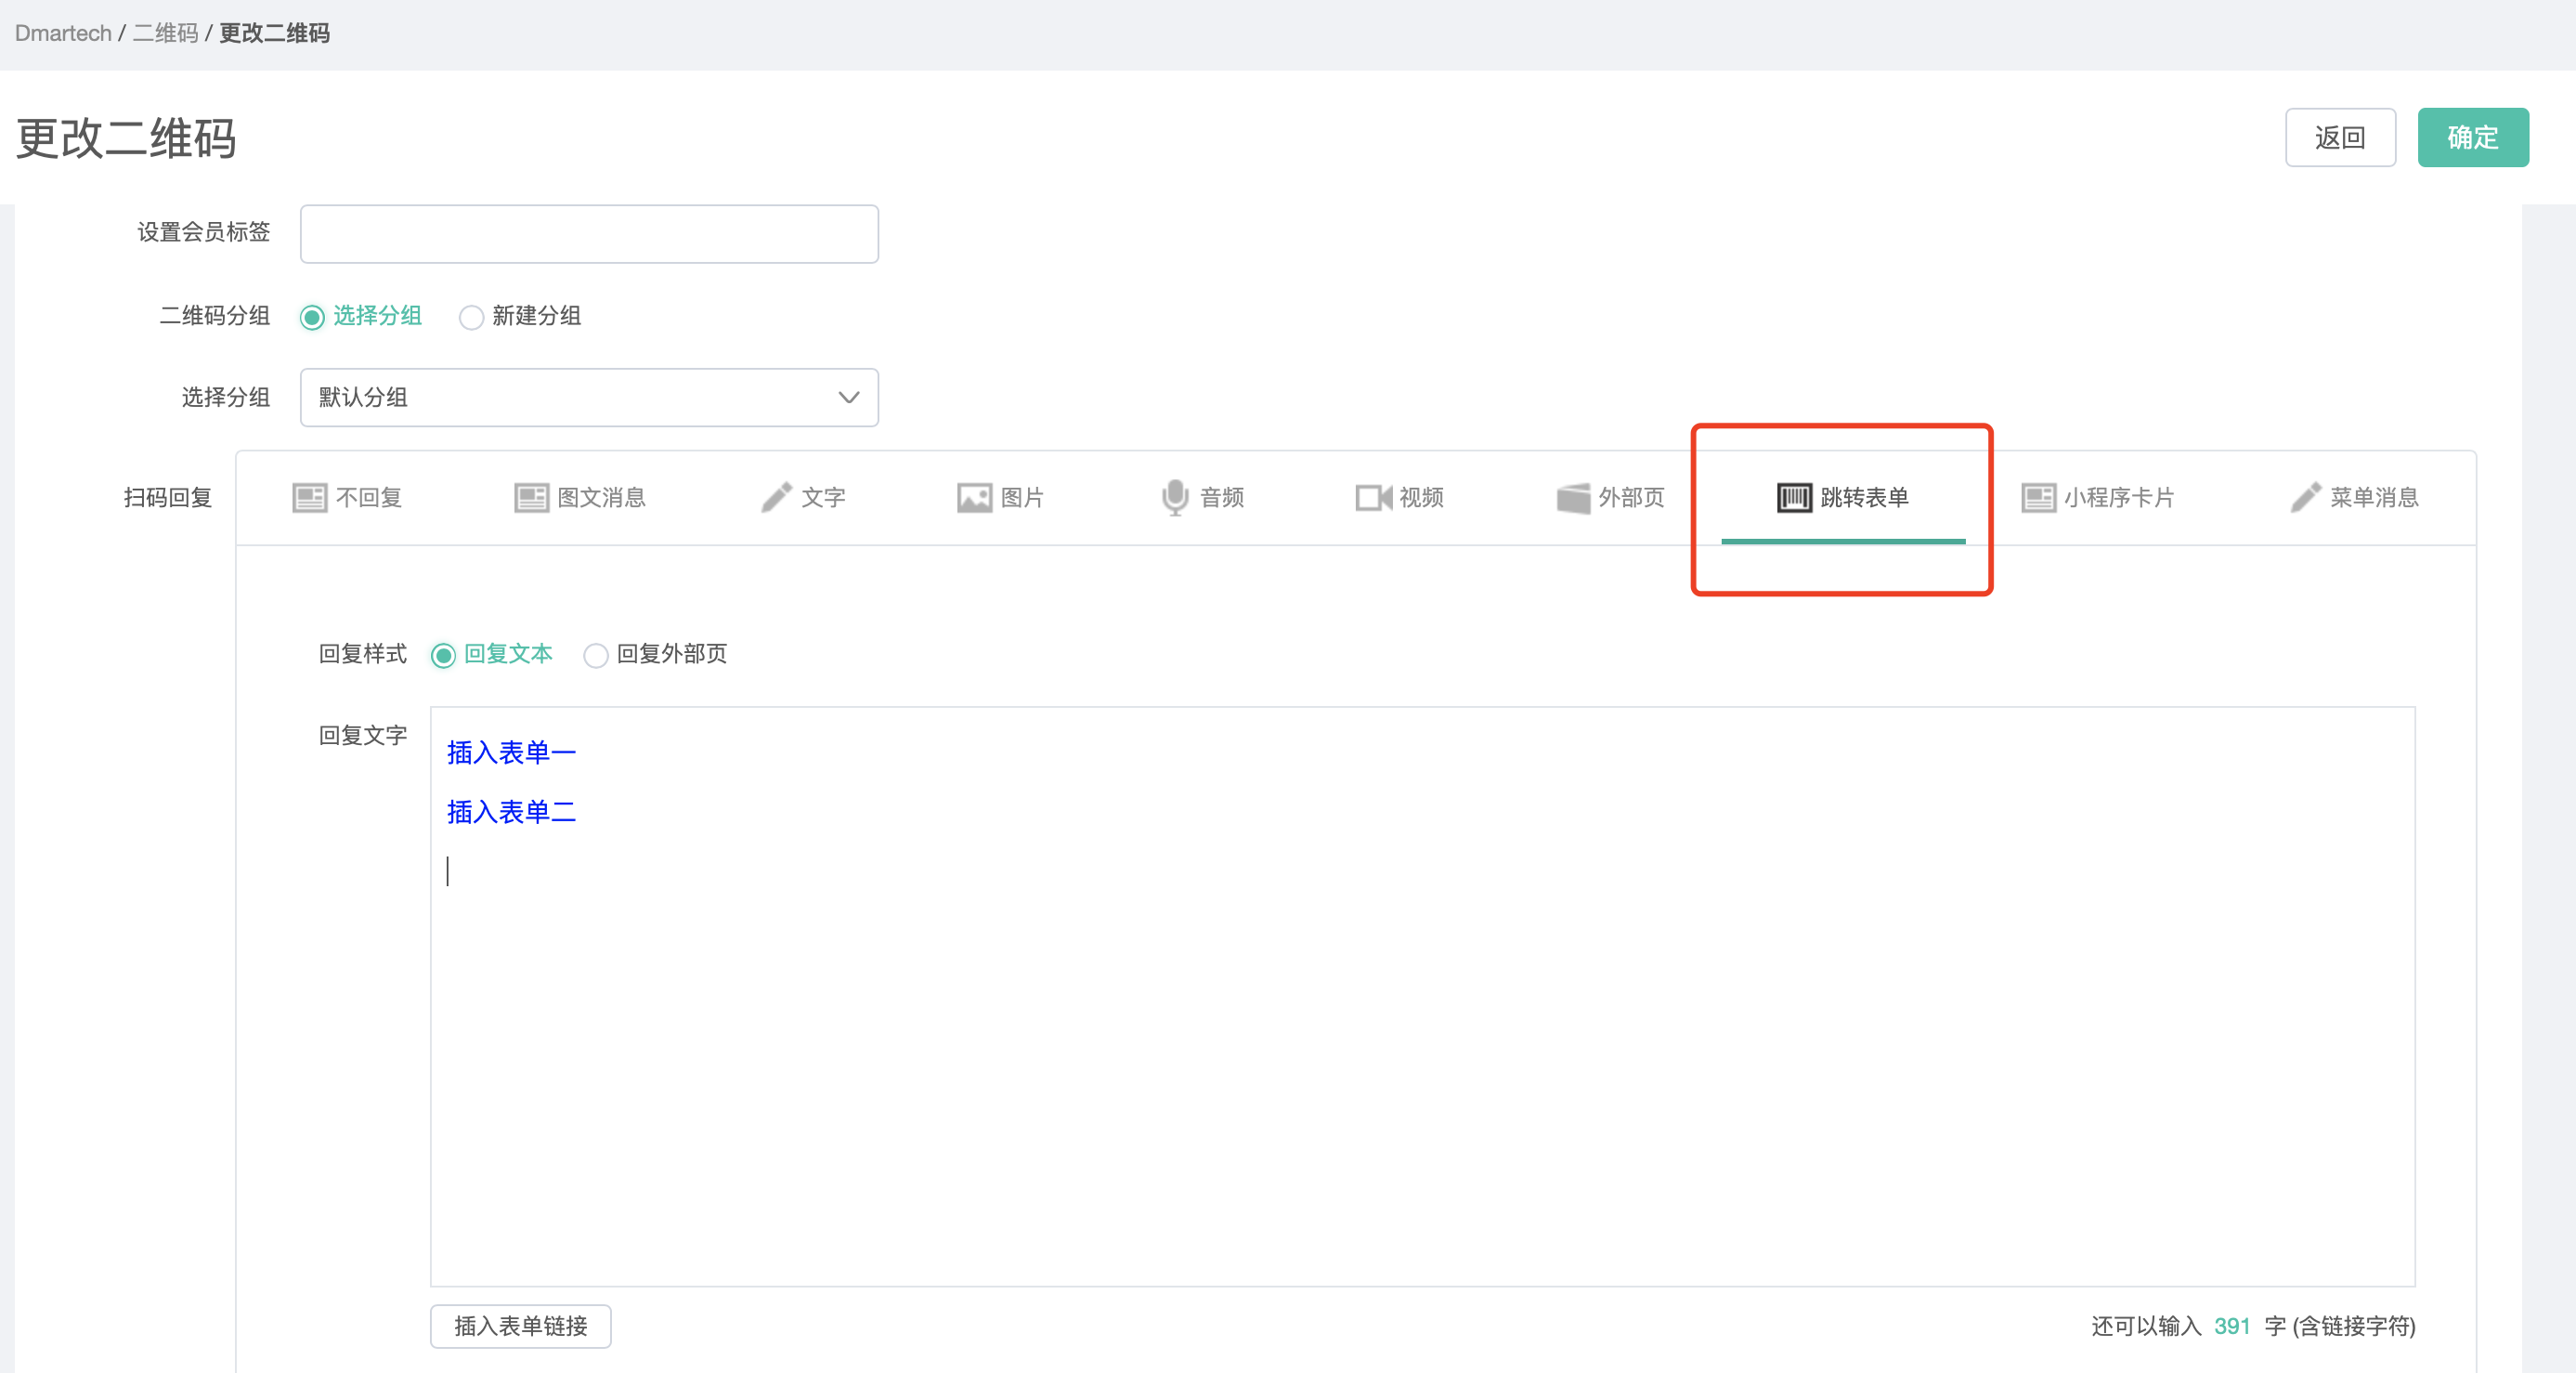 Dmartech / 二维码 / 更改二维码
更改二维码
返回
确定
设置会员标签
二维码分组
选择分组
新建分组
选择分组
默认分组
扫码回复
不回复
图文消息
文字
图片
音频
视频
外部页
跳转表单
小程序卡片
菜单消息
回复样式
回复文本
回复外部页
回复文字
插入表单一
插入表单二
插入表单链接
还可以输入 391 字 (含链接字符)